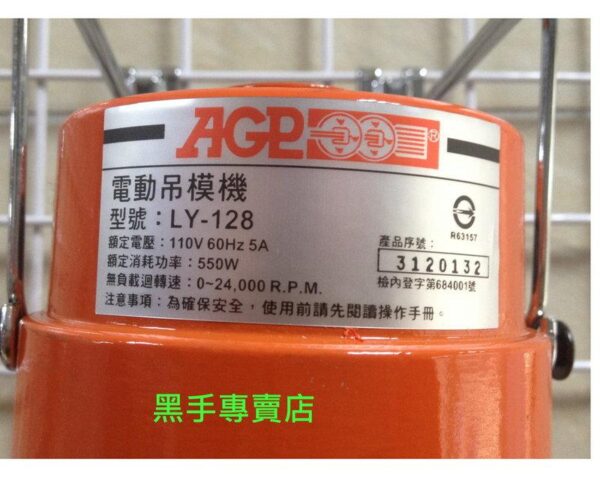 AGP®
電動吊模機
型號：LY-128
額定電壓：110V 60Hz 5A
額定消耗功率：550W
無負載迴轉速：0~24,000 R.P.M.
注意事項：為確保安全，使用前請先閱讀操作手冊。
R63157
產品序號：
3120132
檢內登字第684001號
黑手專賣店